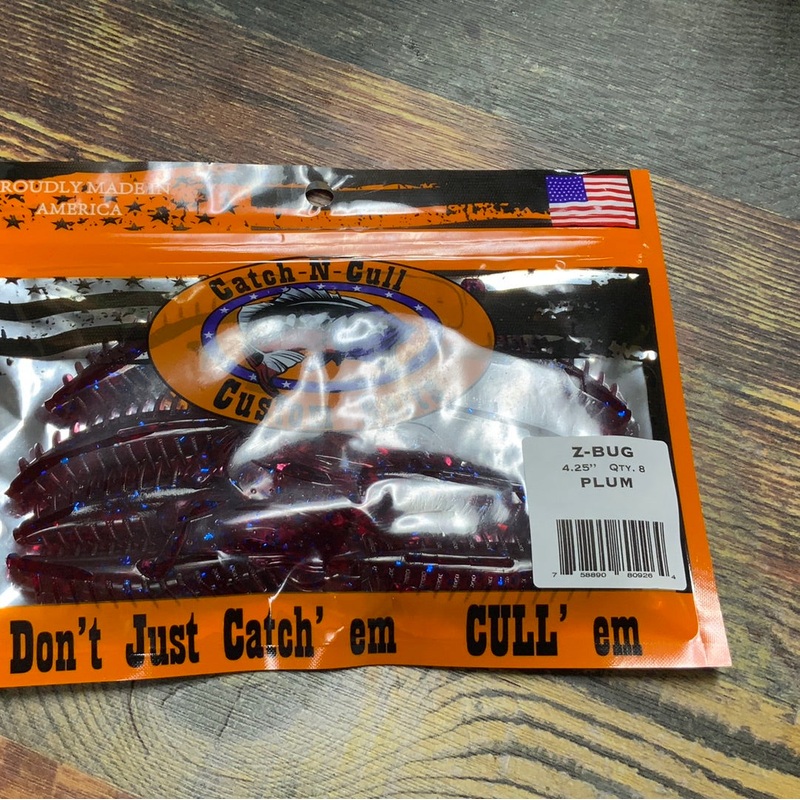 ROUDLY MADE IN
AMERICA
Catch-N-Cull
Cus
Z-BUG
4.25" QTY. 8
PLUM
7 58890 80926 4
Don't Just Catch' em CULL' em